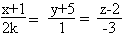 x+1/2k = y+5/1 = z-2/-3